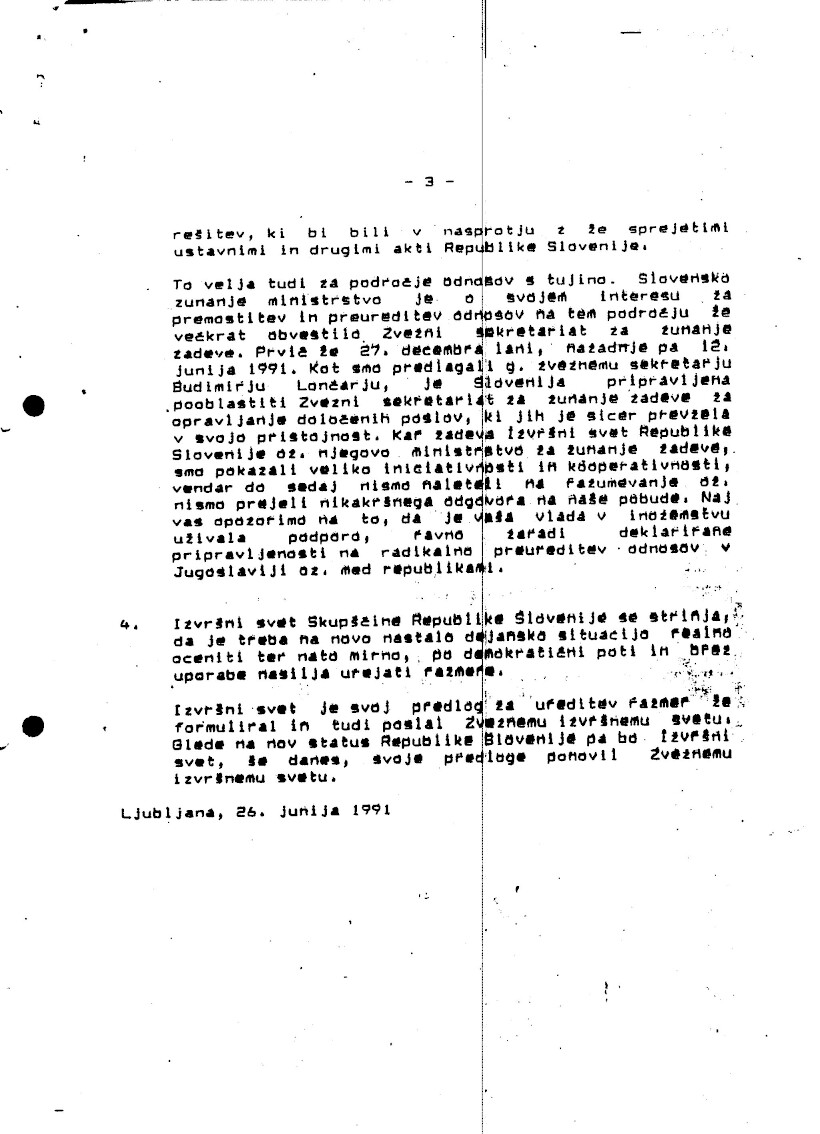 - 3 -
rešitev, ki bi bili v nasprotju z že sprejetimi
ustavnimi in drugimi akti Republike Slovenije.
To velja tudi za področje odnosov s tujino. Slovensko
zunanje ministrstvo je o svojem interesu za
premostitev in preureditev odnosov na tem področju že
večkrat obvestilo Zvezni sekretariat za zunanje
zadeve. Prvič že 27. decembra lani, nazadnje pa 12.
junija 1991. Kot smo predlagali g. zveznemu sekretarju
Budimirju Lončarju, je Slovenija pripravljena
pooblastiti Zvezni sekretariat za zunanje zadeve za
opravljanje določenih poslov, ki jih je sicer prevzela
v svojo pristojnost. Kar zadeva Izvršni svet Republike
Slovenije oz. njegovo ministrstvo za zunanje zadeve,
smo pokazali veliko iniciativnosti in kooperativnosti,
vendar do sedaj nismo naleteli na razumevanje oz.
nismo prejeli nikakršnega odgovora na naše pobude. Naj
vas opozorimo na to, da je vaša vlada v inozemstvu
uživala podporo, ravno zaradi deklarirane
pripravljenosti na radikalno preureditev odnosov v
Jugoslaviji oz. med republikami.
4. Izvršni svet Skupščine Republike Slovenije se strinja,
da je treba na novo nastalo dejansko situacijo realno
oceniti ter nato mirno, po demokratični poti in brez
uporabe nasilja urejati razmere.
Izvršni svet je svoj predlog za ureditev razmer že
formuliral in tudi poslal Zveznemu izvršnemu svetu.
Glede na nov status Republike Slovenije pa bo Izvršni
svet, še danes, svoje predloge ponovil Zveznemu
izvršnemu svetu.
Ljubljana, 26. junija 1991